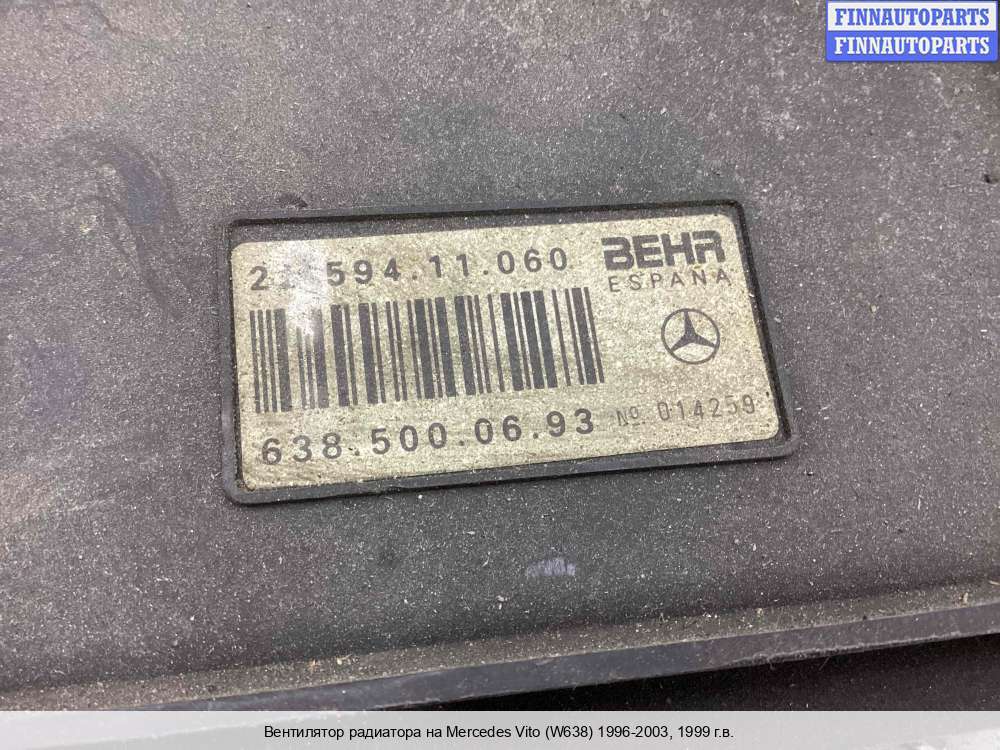 FINNAUTOPARTS
FINNAUTOPARTS
594.11.060
BEHR
ESPAÑA
638.500.06.93
Nº 014259
Вентилятор радиатора на Mercedes Vito (W638) 1996-2003, 1999 г.в.